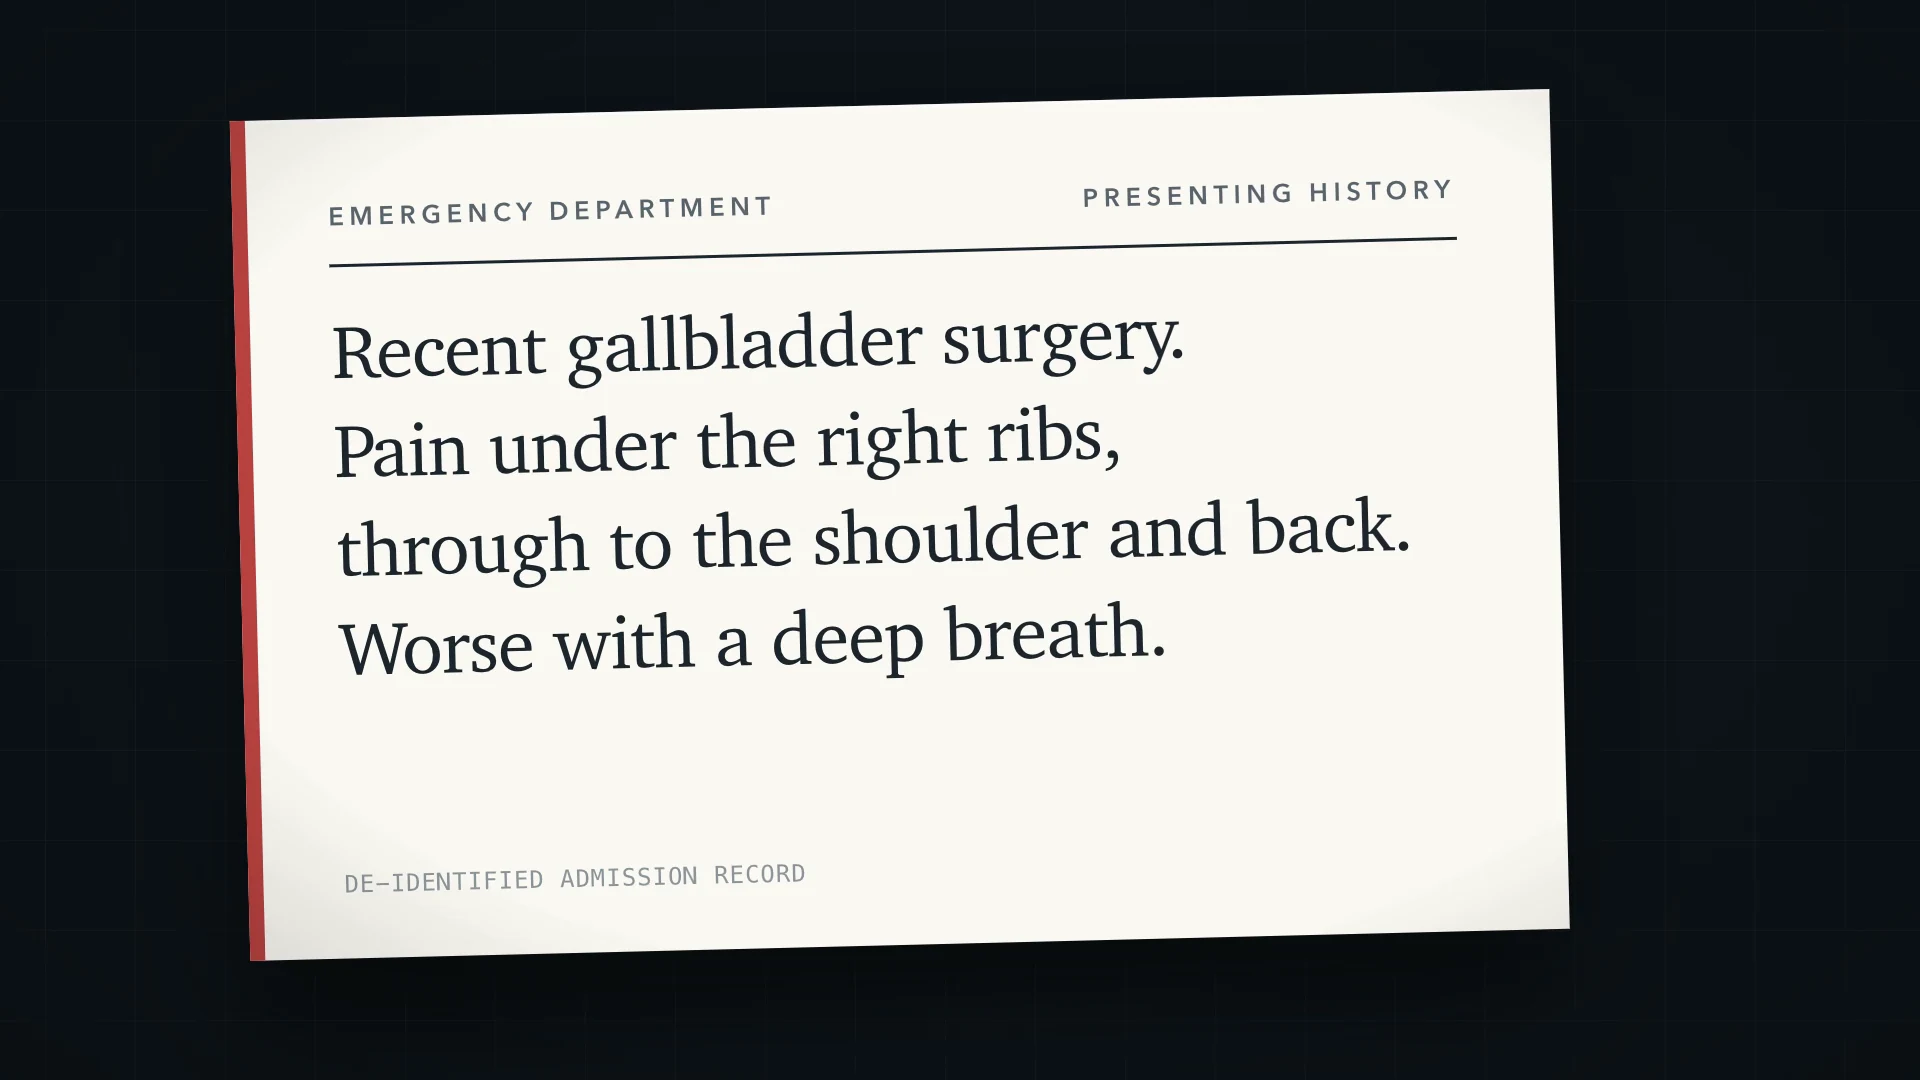 EMERGENCY DEPARTMENT
PRESENTING HISTORY
Recent gallbladder surgery.
Pain under the right ribs,
through to the shoulder and back.
Worse with a deep breath.
DE–IDENTIFIED ADMISSION RECORD